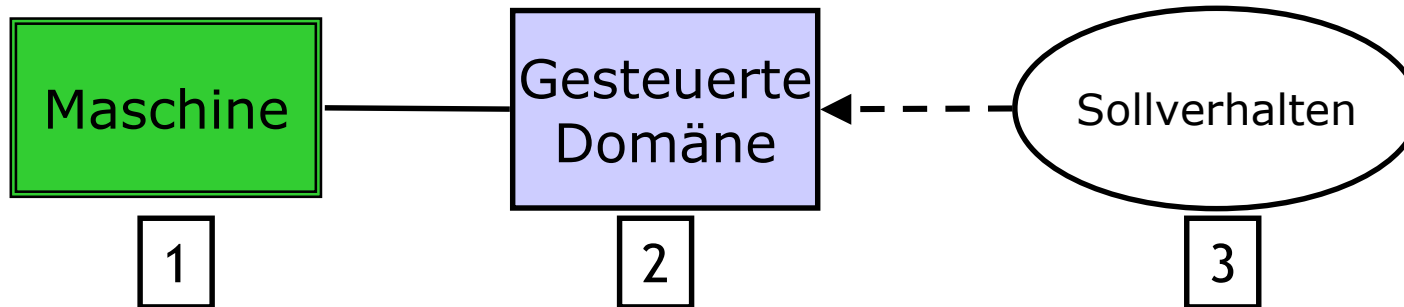 Maschine
Gesteuerte
Domäne
Sollverhalten
1
2
3